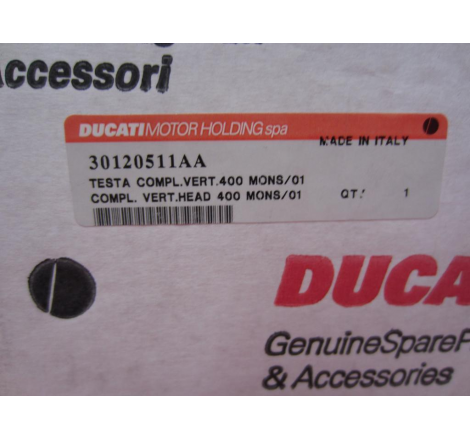 Accessori
DUCATI MOTOR HOLDING spa
MADE IN ITALY
30120511AA
TESTA COMPL.VERT.400 MONS/01
COMPL. VERT.HEAD 400 MONS/01
QT.' 1
DUCA
GenuineSpareP
& Accessories